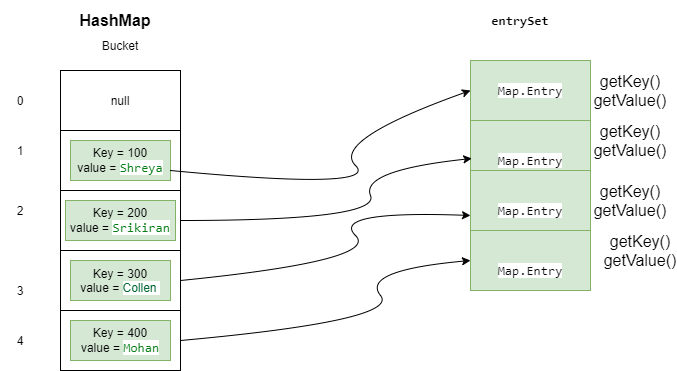 HashMap
Bucket
entrySet
0
null
1
Key = 100
value = Shreya
2
Key = 200
value = Srikiran
3
Key = 300
value = Collen
4
Key = 400
value = Mohan
Map.Entry
getKey()
getValue()
Map.Entry
getKey()
getValue()
Map.Entry
getKey()
getValue()
Map.Entry
getKey()
getValue()